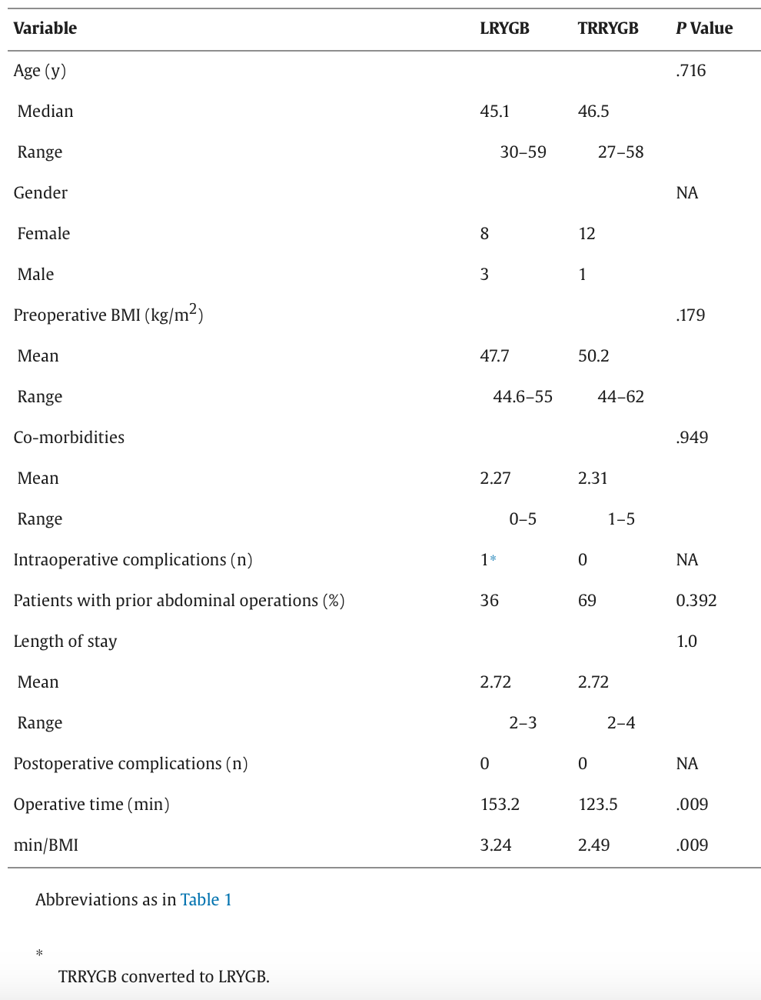 Variable LRYGB TRRYGB P Value
Age (y) .716
Median 45.1 46.5
Range 30–59 27–58
Gender NA
Female 8 12
Male 3 1
Preoperative BMI (kg/m2) .179
Mean 47.7 50.2
Range 44.6–55 44–62
Co-morbidities .949
Mean 2.27 2.31
Range 0–5 1–5
Intraoperative complications (n) 1* 0 NA
Patients with prior abdominal operations (%) 36 69 0.392
Length of stay 1.0
Mean 2.72 2.72
Range 2–3 2–4
Postoperative complications (n) 0 0 NA
Operative time (min) 153.2 123.5 .009
min/BMI 3.24 2.49 .009
Abbreviations as in Table 1
*
TRRYGB converted to LRYGB.